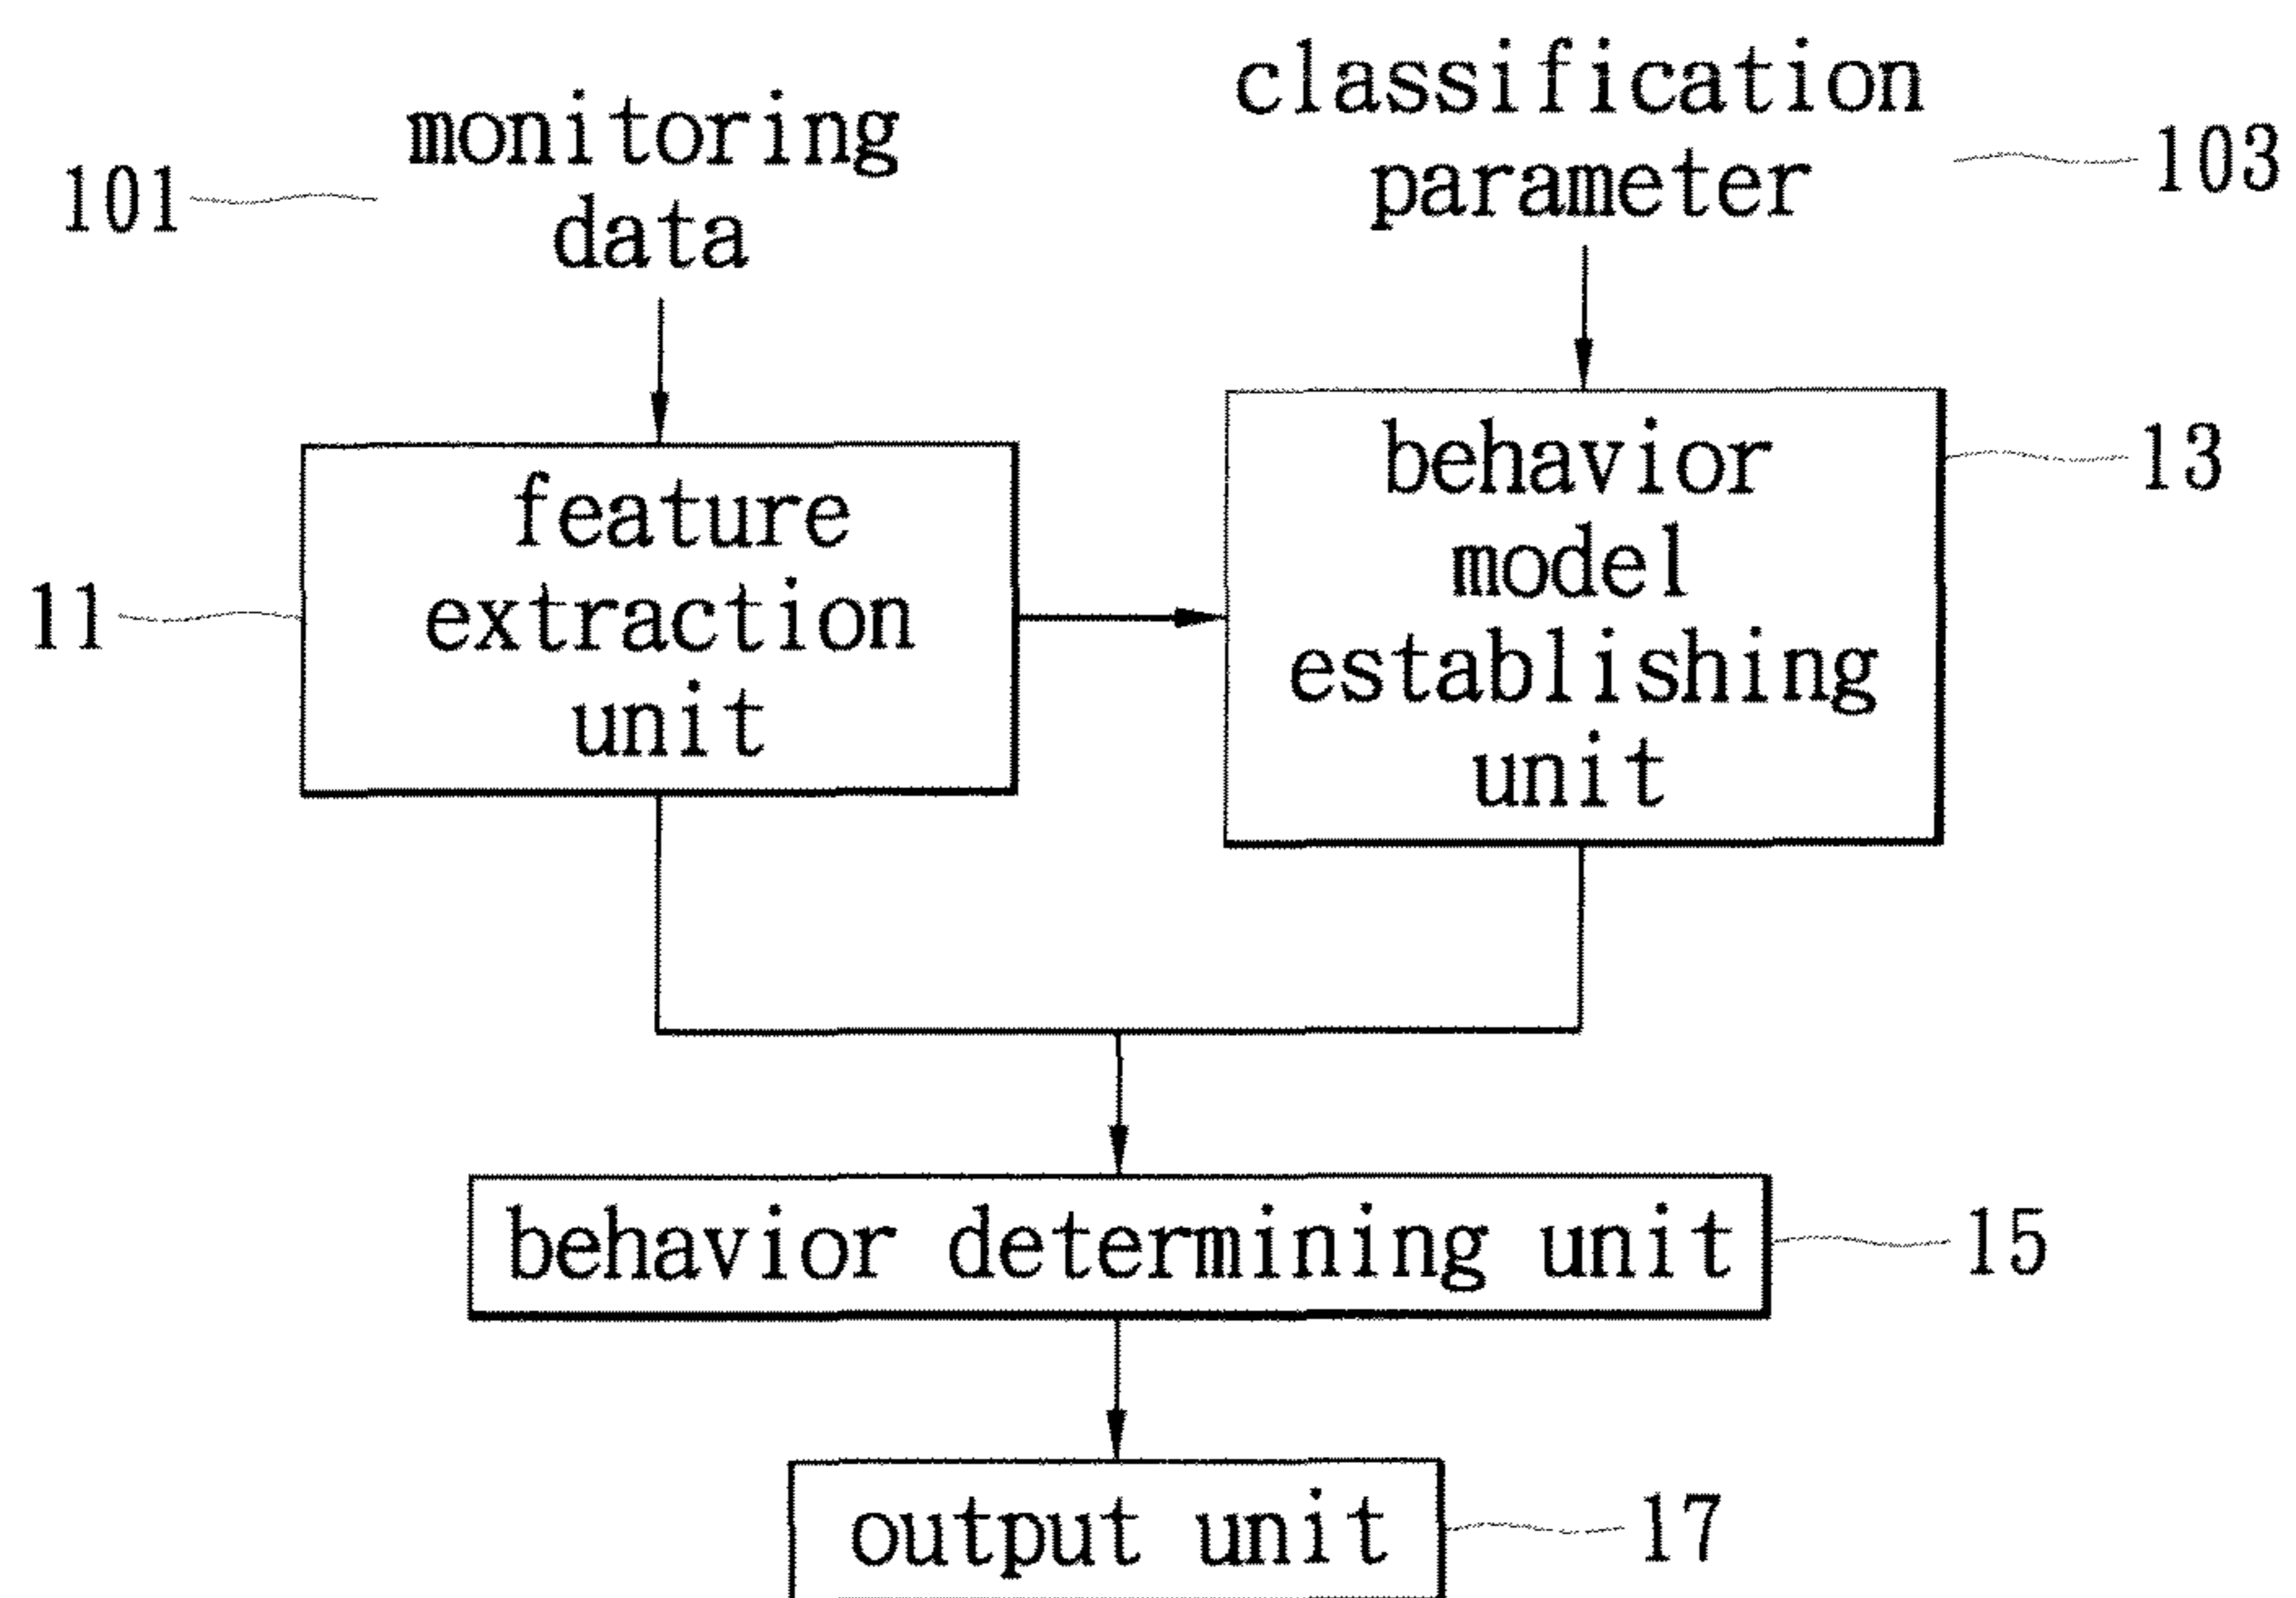 101
monitoring
data
classification
parameter
103
11
feature
extraction
unit
behavior
model
establishing
unit
13
behavior determining unit
15
output unit
17